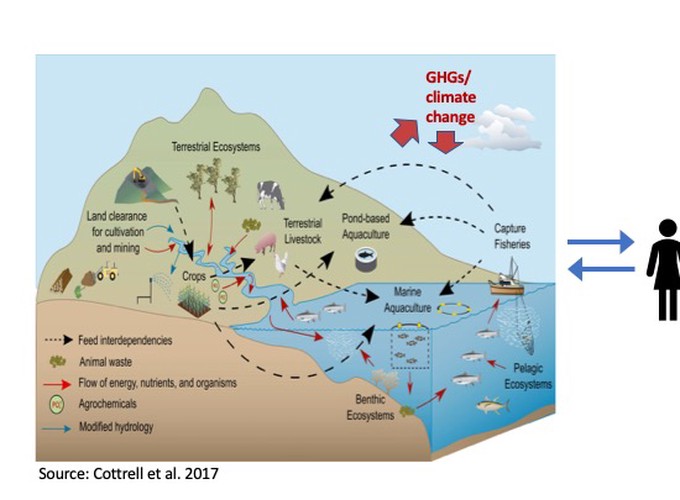 GHGs/
climate
change
Terrestrial Ecosystems
Land clearance
for cultivation
and mining
Terrestrial
Livestock
Pond-based
Aquaculture
Capture
Fisheries
Crops
Marine
Aquaculture
Feed interdependencies
Animal waste
Flow of energy, nutrients, and organisms
Agrochemicals
Modified hydrology
Benthic
Ecosystems
Pelagic
Ecosystems
Source: Cottrell et al. 2017